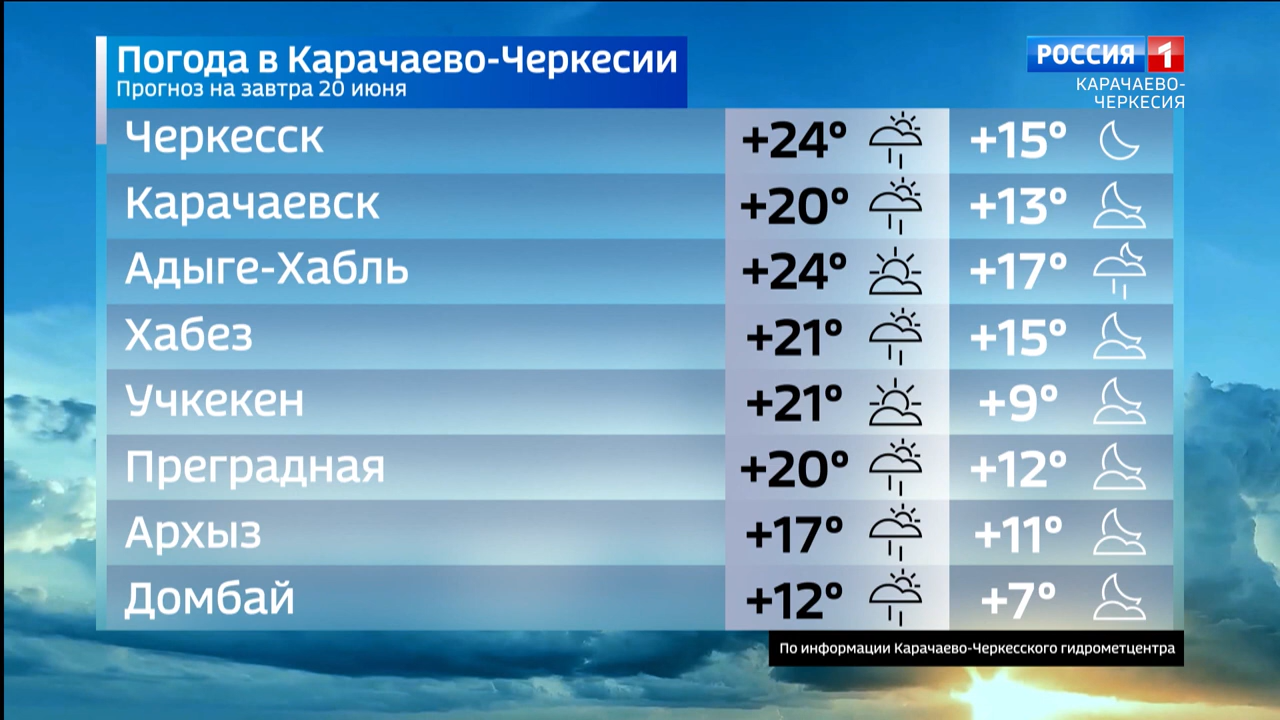 Погода в Карачаево-Черкесии
Прогноз на завтра 20 июня
РОССИЯ 1
КАРАЧАЕВО-
ЧЕРКЕСИЯ
Черкесск +24° +15°
Карачаевск +20° +13°
Адыге-Хабль +24° +17°
Хабез +21° +15°
Учкекен +21° +9°
Преградная +20° +12°
Архыз +17° +11°
Домбай +12° +7°
По информации Карачаево-Черкесского гидрометцентра